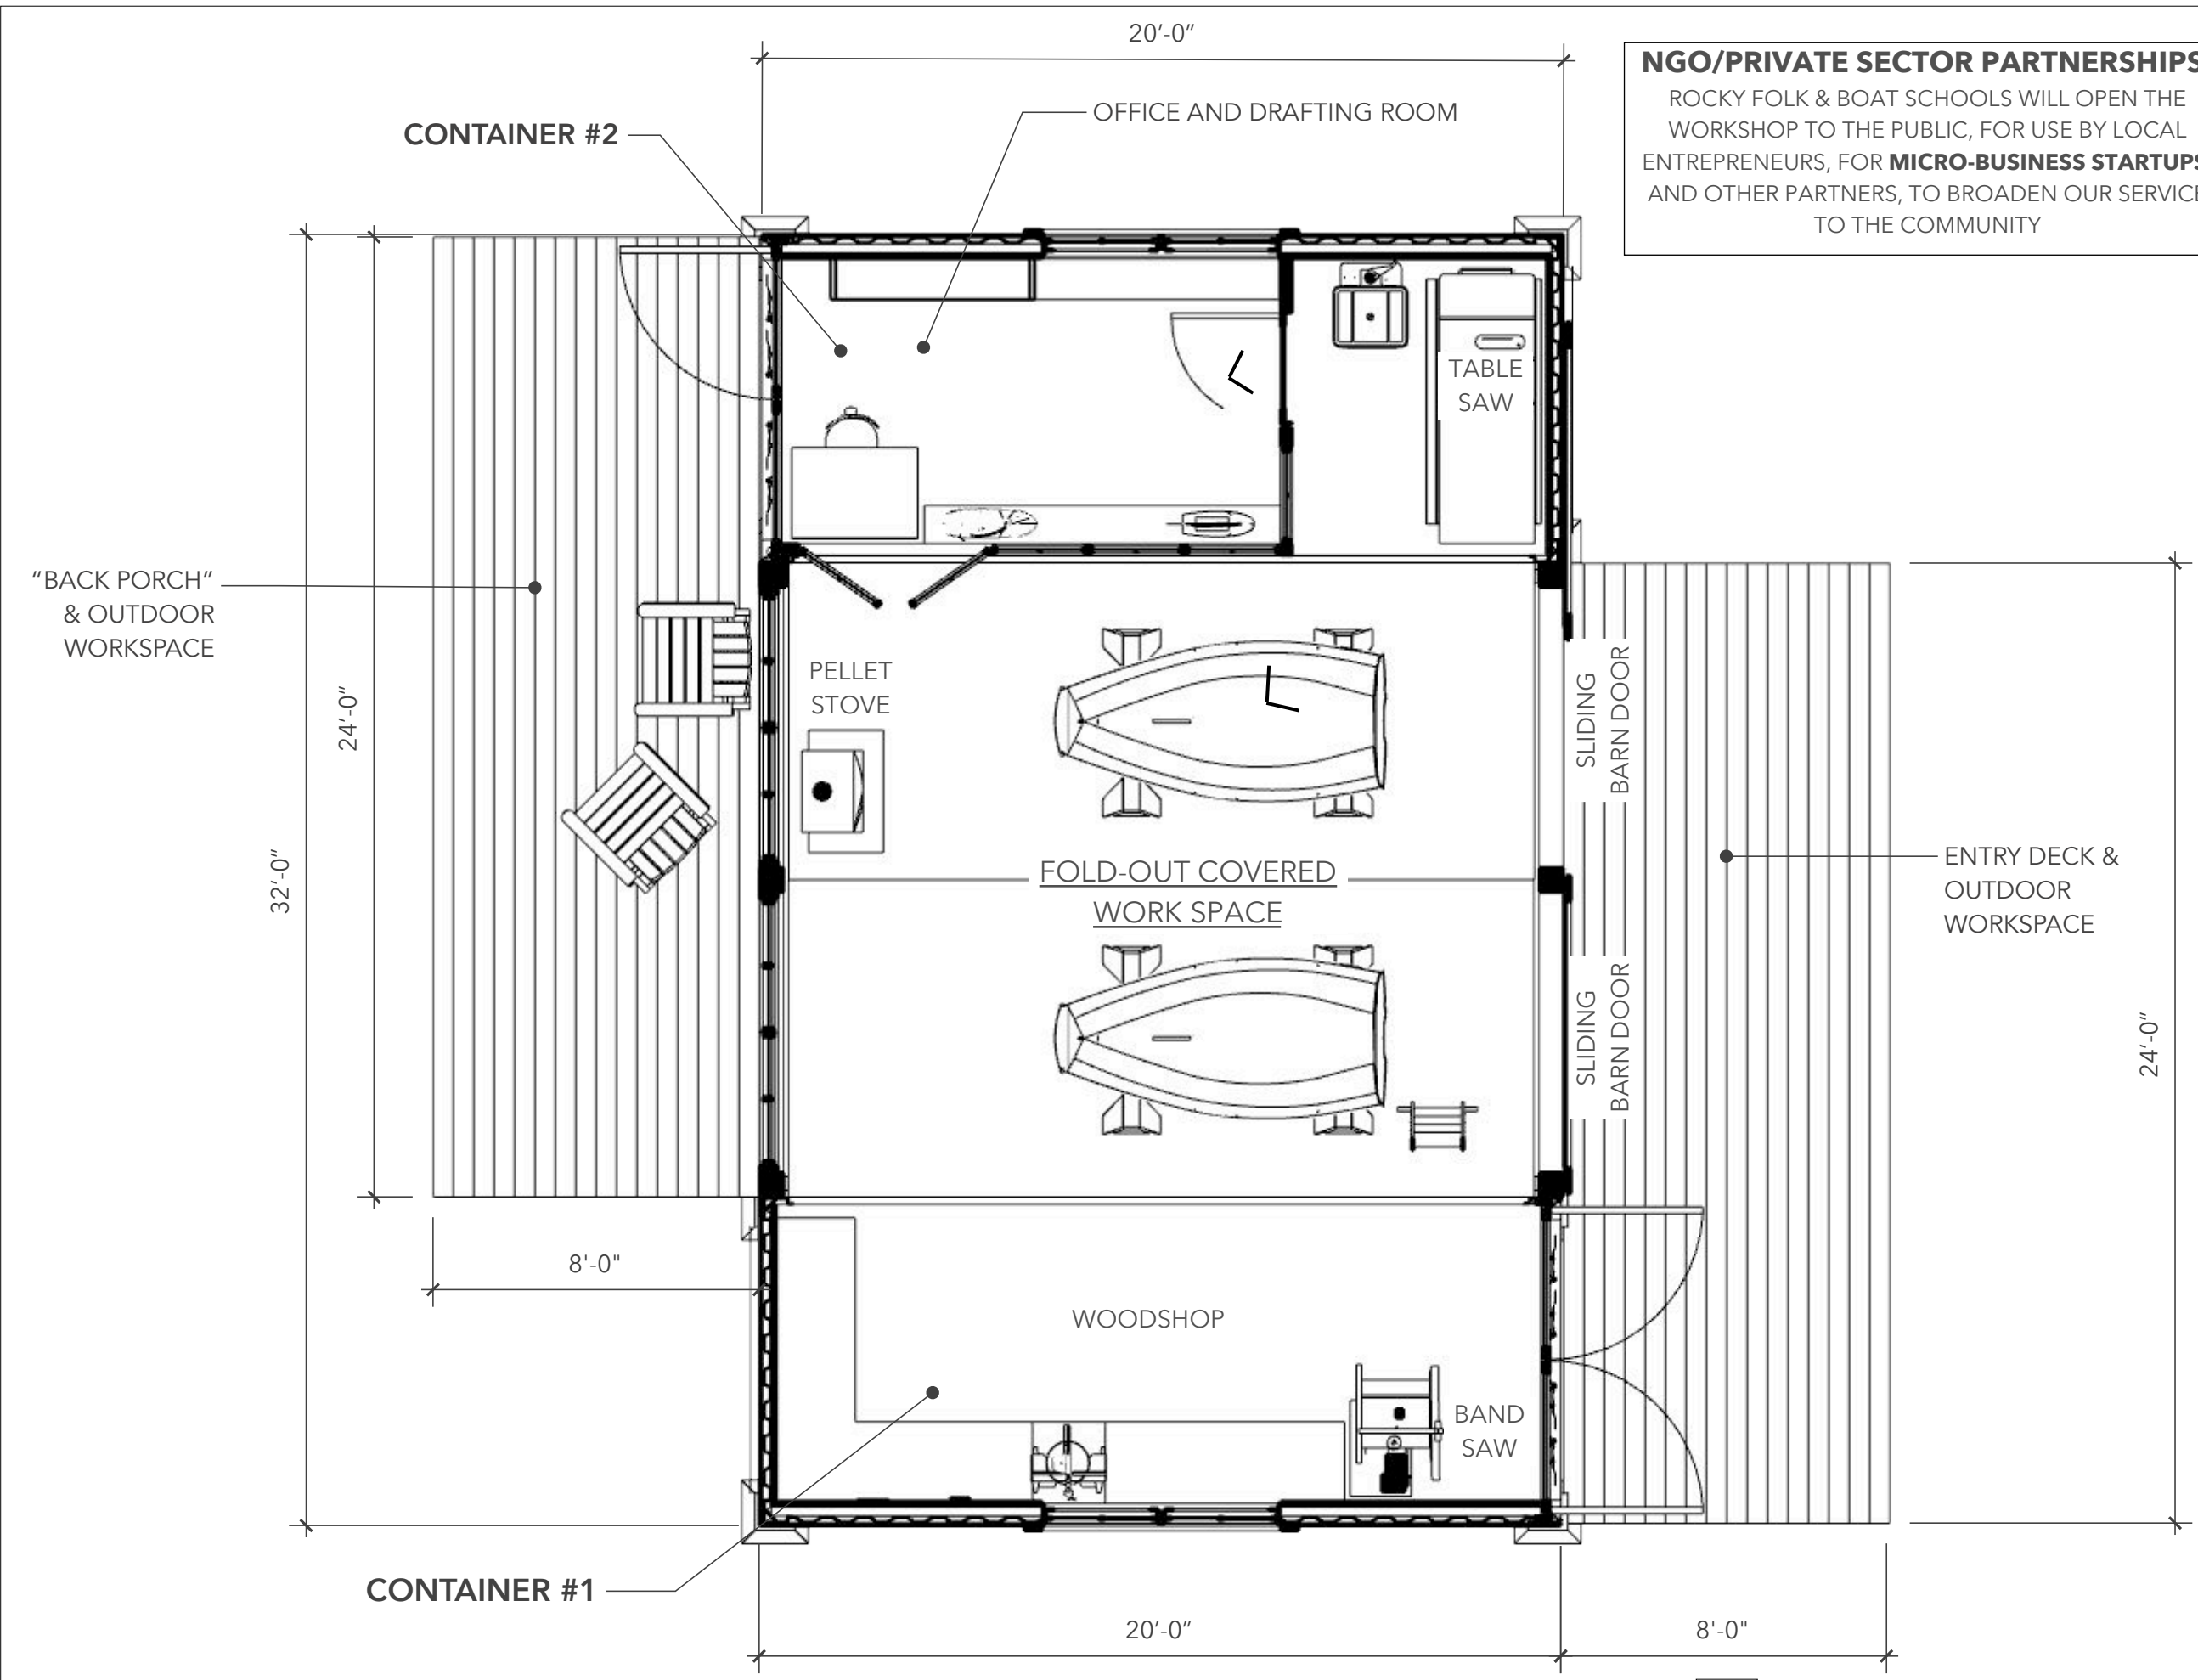 20'-0"
NGO/PRIVATE SECTOR PARTNERSHIPS
ROCKY FOLK & BOAT SCHOOLS WILL OPEN THE
WORKSHOP TO THE PUBLIC, FOR USE BY LOCAL
ENTREPRENEURS, FOR MICRO-BUSINESS STARTUPS
AND OTHER PARTNERS, TO BROADEN OUR SERVICE
TO THE COMMUNITY
CONTAINER #2
OFFICE AND DRAFTING ROOM
TABLE
SAW
"BACK PORCH"
& OUTDOOR
WORKSPACE
24'-0"
32'-0"
PELLET
STOVE
SLIDING
BARN DOOR
FOLD-OUT COVERED
WORK SPACE
ENTRY DECK &
OUTDOOR
WORKSPACE
SLIDING
BARN DOOR
24'-0"
8'-0"
WOODSHOP
BAND
SAW
CONTAINER #1
20'-0"
8'-0"